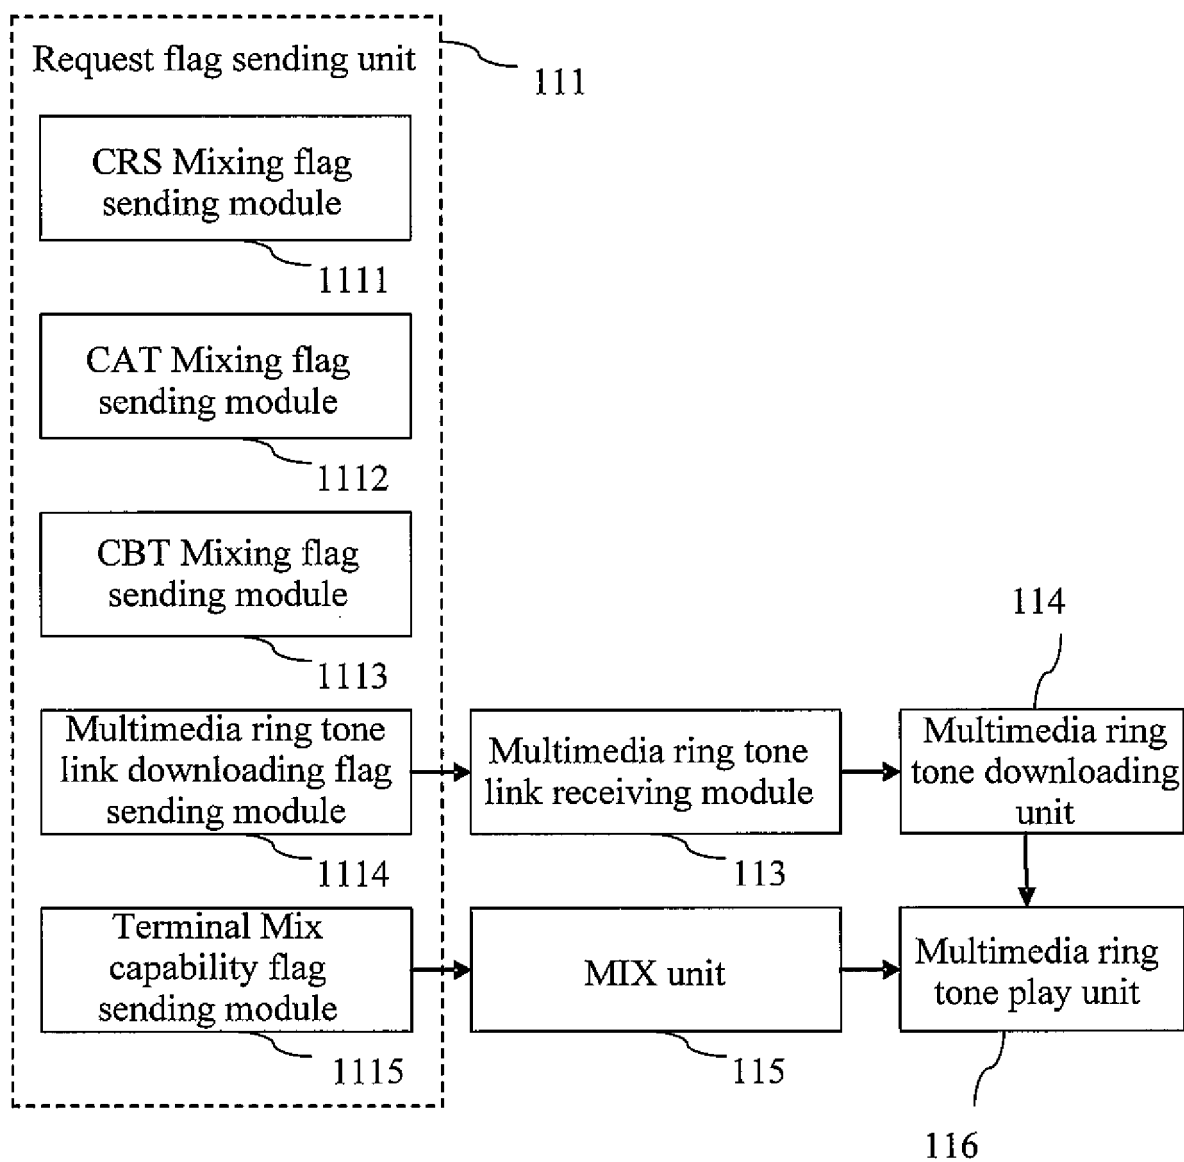 Request flag sending unit
111
CRS Mixing flag
sending module
1111
CAT Mixing flag
sending module
1112
CBT Mixing flag
sending module
1113
114
Multimedia ring tone
link downloading flag
sending module
1114
Multimedia ring tone
link receiving module
113
Multimedia ring
tone downloading
unit
Terminal Mix
capability flag
sending module
1115
MIX unit
115
Multimedia ring
tone play unit
116